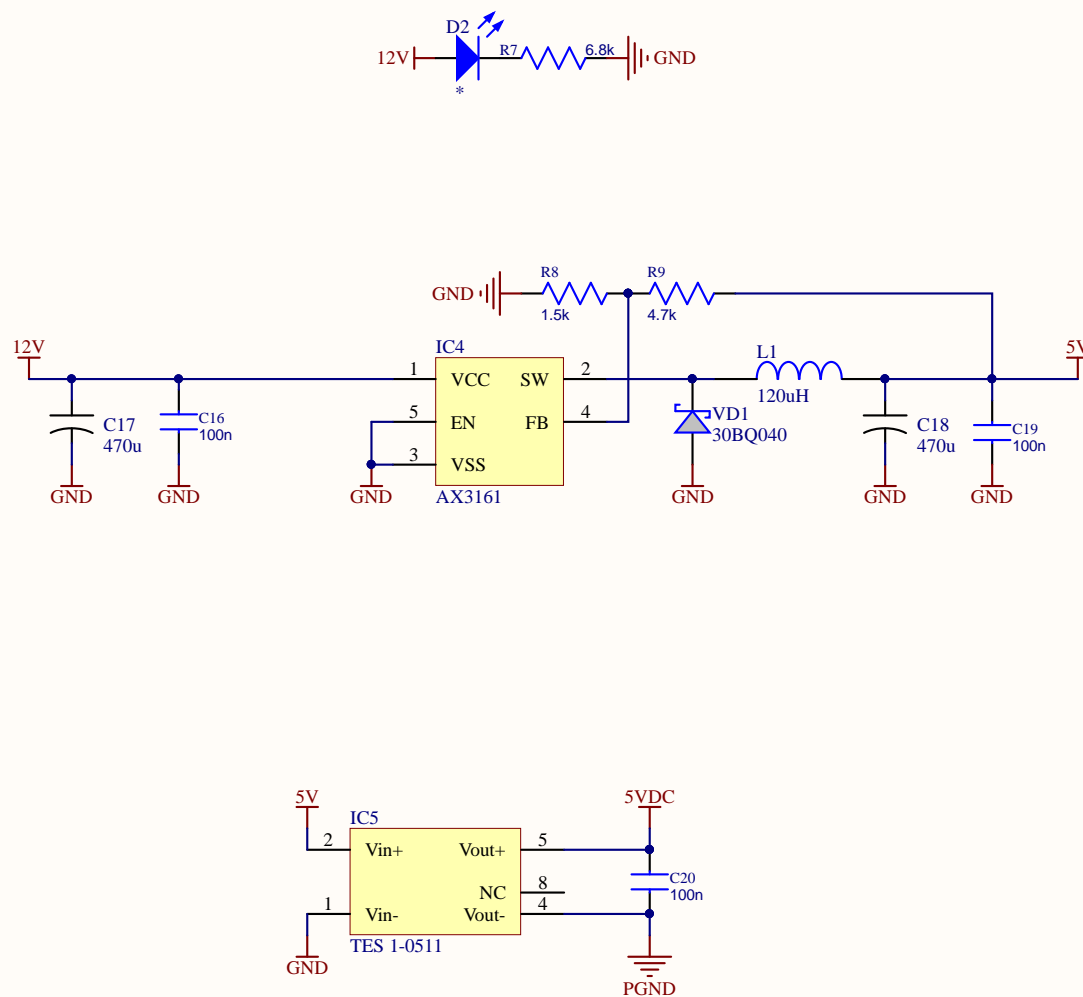 D2
12V
R7
6.8k
GND
*
R8
R9
GND
1.5k
4.7k
12V
IC4
L1
5V
1
VCC
SW
2
120uH
C17
470u
C16
100n
5
EN
FB
4
VD1
30BQ040
C18
470u
C19
100n
3
VSS
GND
GND
GND
AX3161
GND
GND
GND
5V
5VDC
IC5
2
Vin+
Vout+
5
NC
8
C20
100n
1
Vin-
Vout-
4
TES 1-0511
GND
PGND